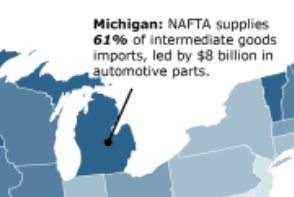 Michigan: NAFTA supplies
61% of intermediate goods
imports, led by $8 billion in
automotive parts.